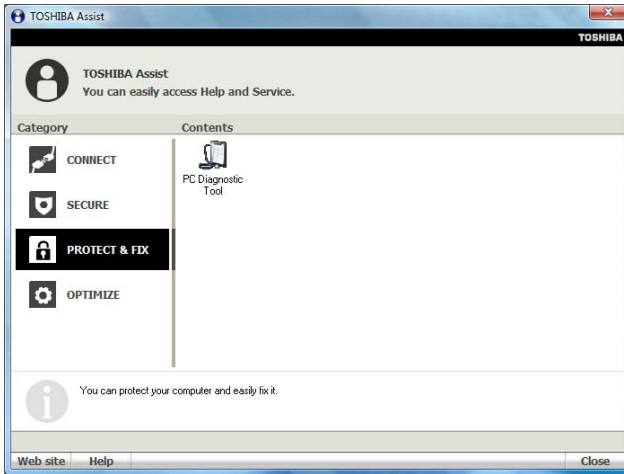 TOSHIBA Assist
TOSHIBA
TOSHIBA Assist
You can easily access Help and Service.
Category
Contents
CONNECT
SECURE
PROTECT & FIX
OPTIMIZE
PC Diagnostic
Tool
You can protect your computer and easily fix it.
Web site
Help
Close